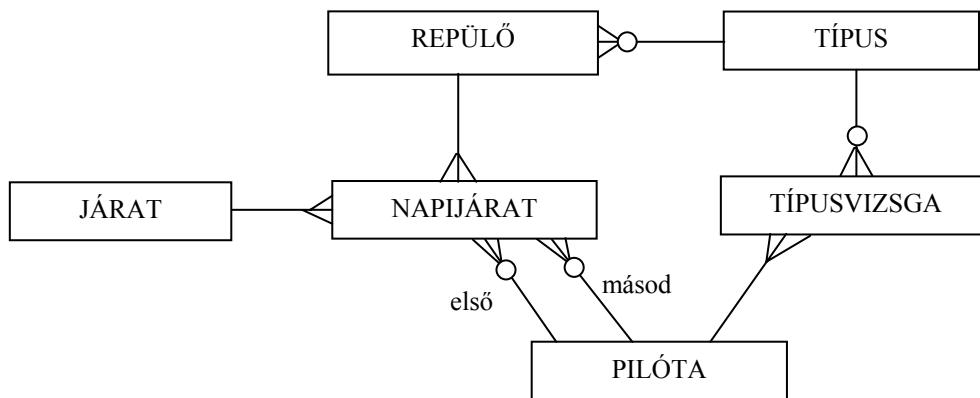 REPÜLŐ
TÍPUS
JÁRAT
NAPIJÁRAT
TÍPUSVIZSGA
első
másod
PILÓTA